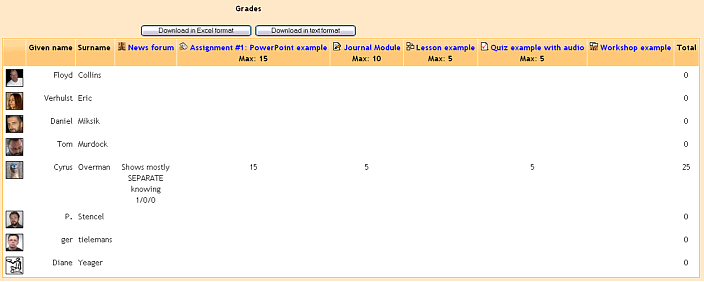 Grades
Download in Excel format Download in text format
Given name Surname News forum Assignment #1: PowerPoint example Journal Module Lesson example Quiz example with audio Workshop example Total
Max: 15 Max: 10 Max: 5 Max: 5
Floyd Collins 0
Verhulst Eric 0
Daniel Miksik 0
Tom Murdock 0
Cyrus Overman Shows mostly 15 5 5 25
SEPARATE
knowing
1/0/0
P. Stencel 0
ger tielemans 0
Diane Yeager 0